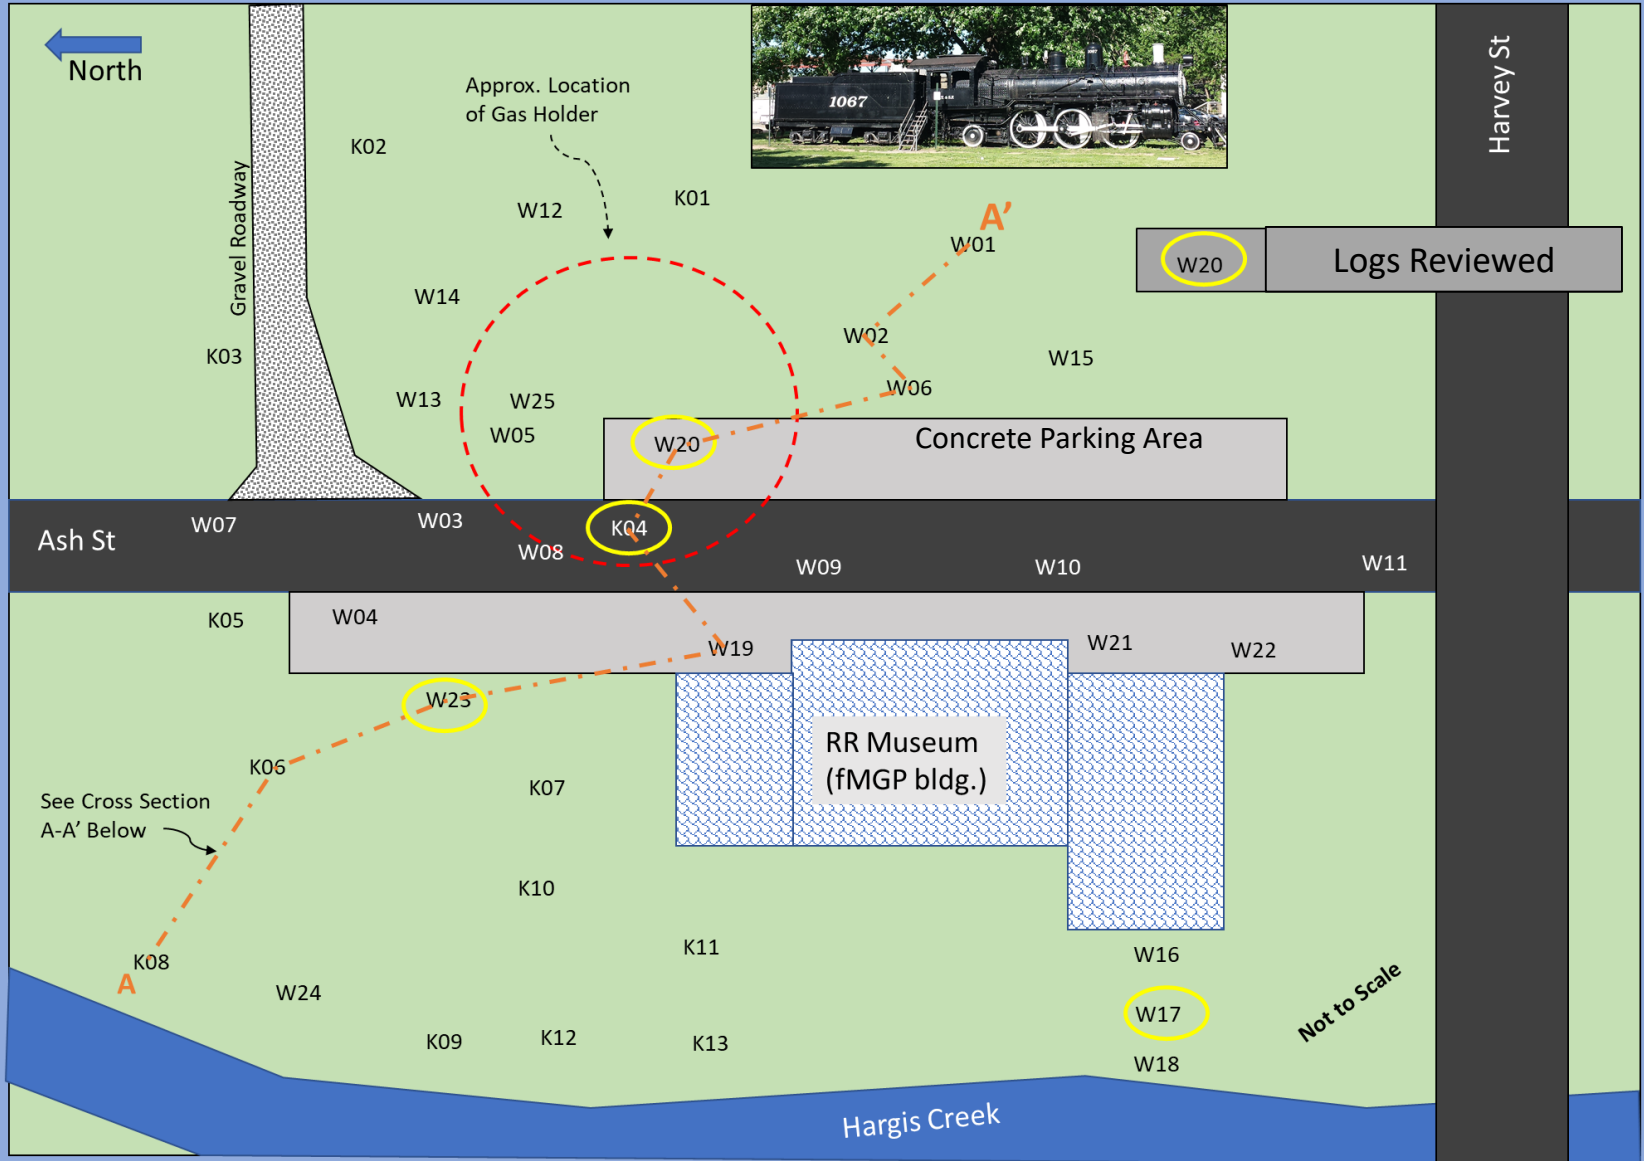 North
Approx. Location
of Gas Holder
1067
Harvey St
K02
K01
W12
A’
W01
Gravel Roadway
W20
Logs Reviewed
W14
W02
K03
W15
W06
W13
W25
W05
W20
Concrete Parking Area
W07
W03
K04
Ash St
W08
W09
W10
W11
K05
W04
W19
W21
W22
W23
RR Museum
(fMGP bldg.)
K06
K07
See Cross Section
A-A’ Below
K10
K11
W16
K08
A
W24
Not to Scale
W17
K09
K12
K13
W18
Hargis Creek